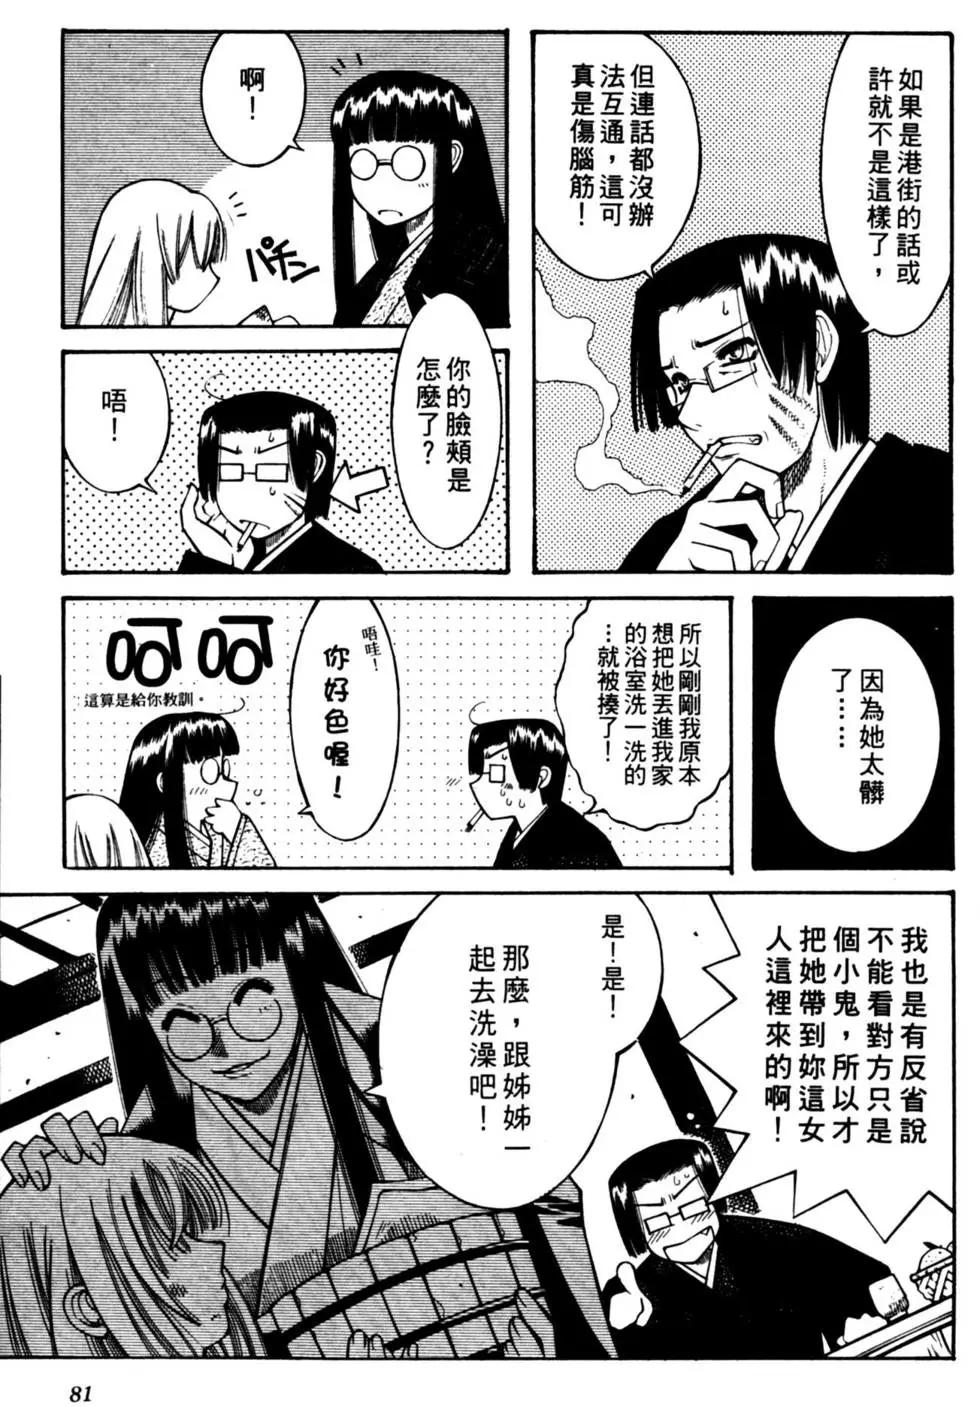 如果是港街的話或
許就不是這樣了，
但連話都沒辦
法互通，這可
真是傷腦筋！
啊！
パチン
你的臉頰是
怎麼了？
唔！
因為她太髒
了……
所以剛剛我原本
想把她丟進我家
的浴室洗一洗的
…就被揍了！
唔哇！
你好色喔！
呵呵
這算是給你教訓。
我也是有反省說
不能看對方只是
個小鬼，所以才
把她帶到妳這女
人這裡來的啊！
是！是！
那麼，跟姊姊一
起去洗澡吧！
81